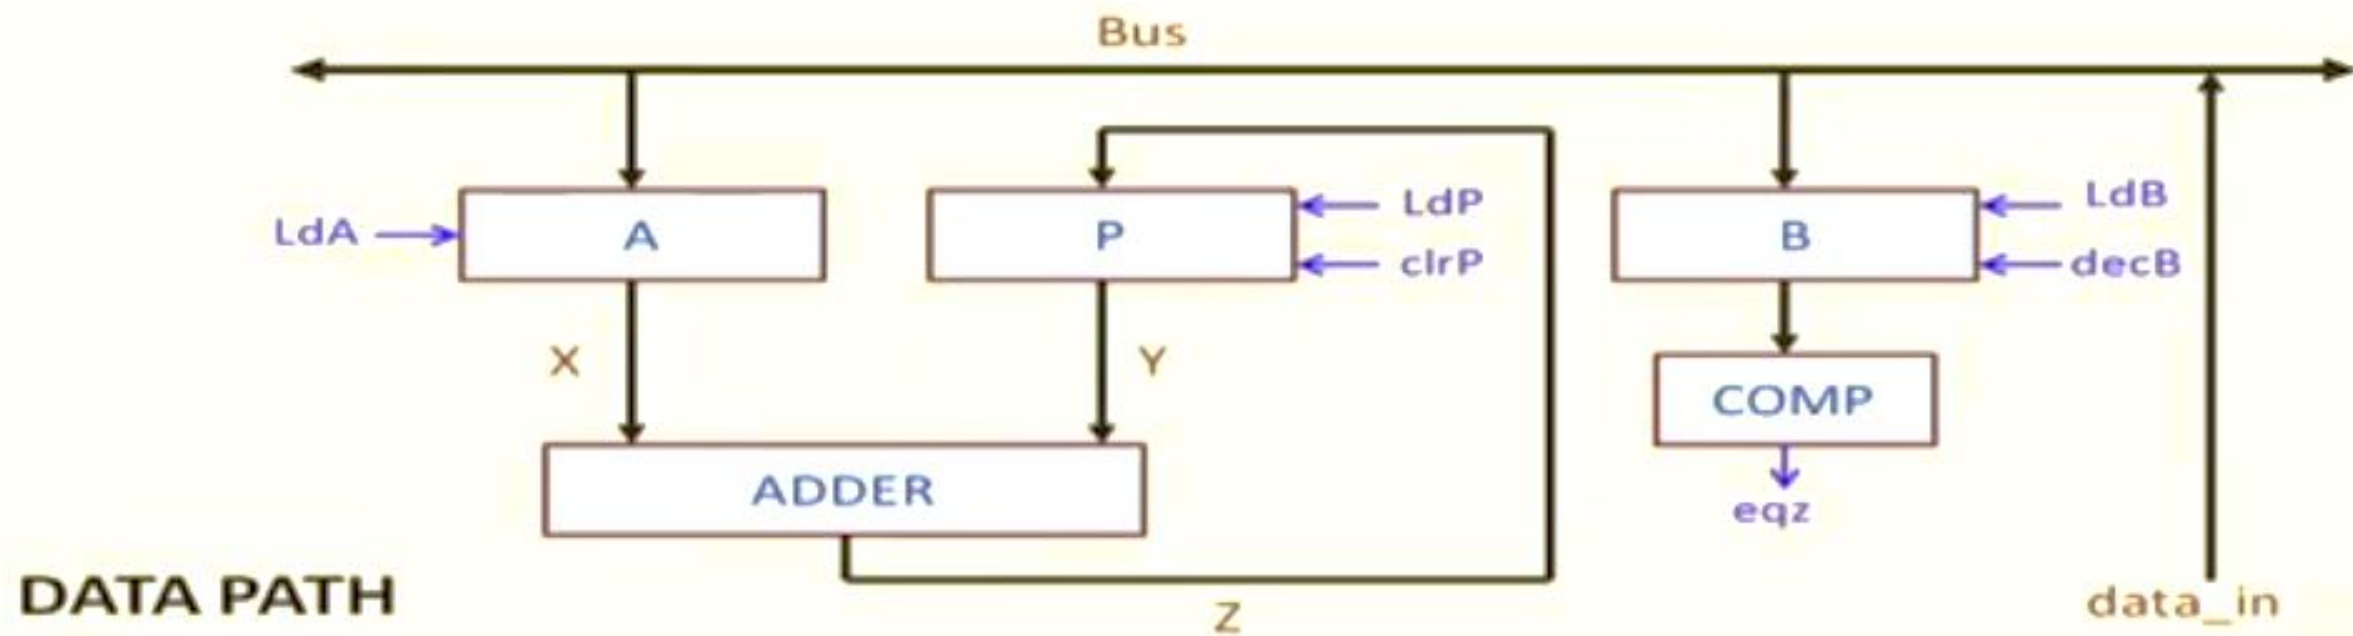 Bus
LdA
A
P
LdP
clrP
B
LdB
decB
X
Y
COMP
ADDER
eqz
DATA PATH
Z
data_in